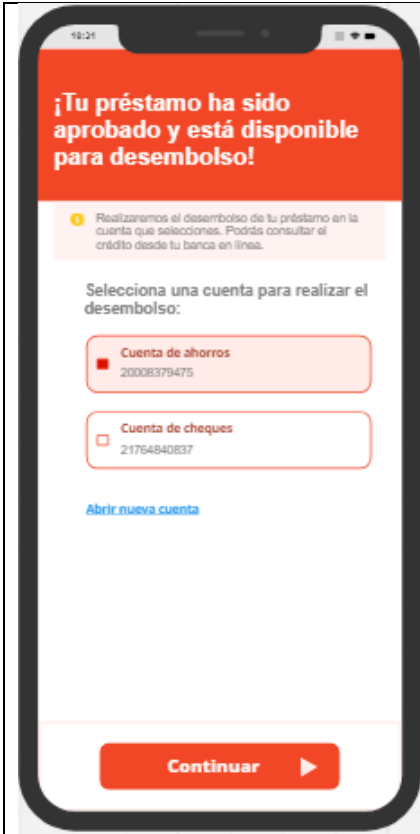 18:31
¡Tu préstamo ha sido
aprobado y está disponible
para desembolso!
Realizaremos el desembolso de tu préstamo en la
cuenta que selecciones. Podrás consultar el
crédito desde tu banca en línea.
Selecciona una cuenta para realizar el
desembolso:
Cuenta de ahorros
20008379475
Cuenta de cheques
21764840837
Abrir nueva cuenta
Continuar